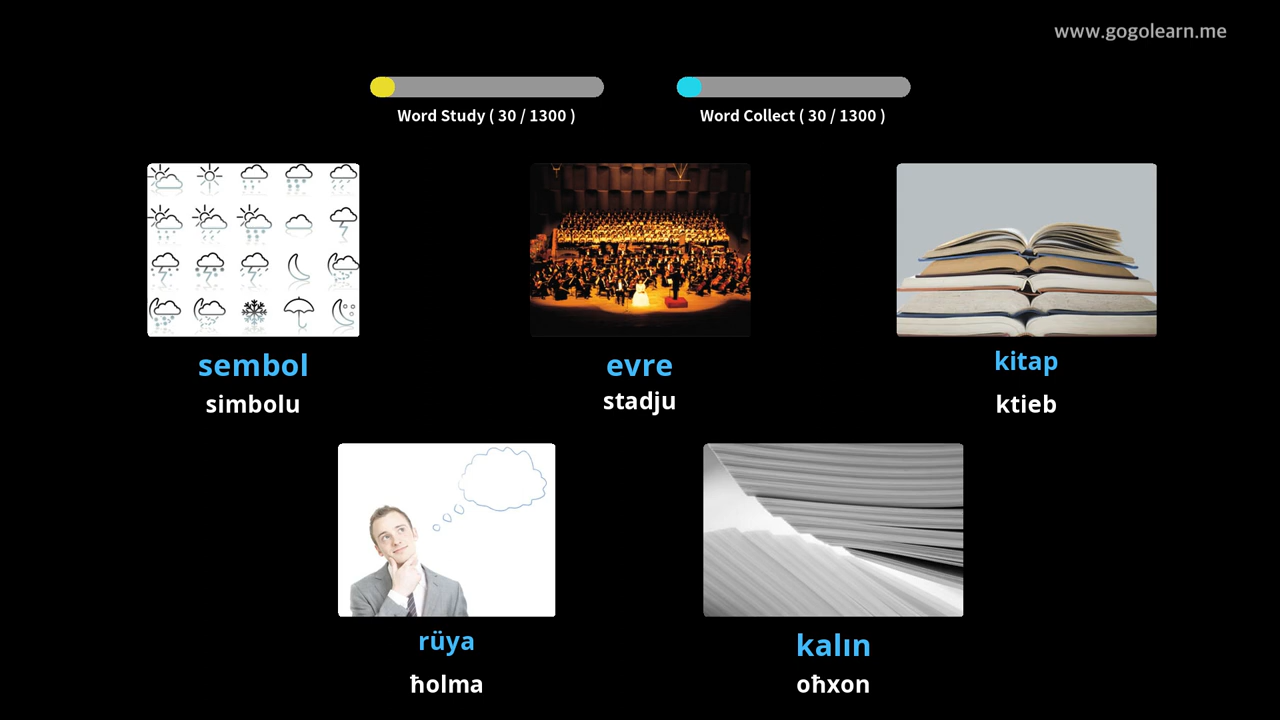 www.gogolearn.me
Word Study ( 30 / 1300 )
Word Collect ( 30 / 1300 )
sembol
simbolu
evre
stadju
kitap
ktieb
rüya
ħolma
kalın
oħxon